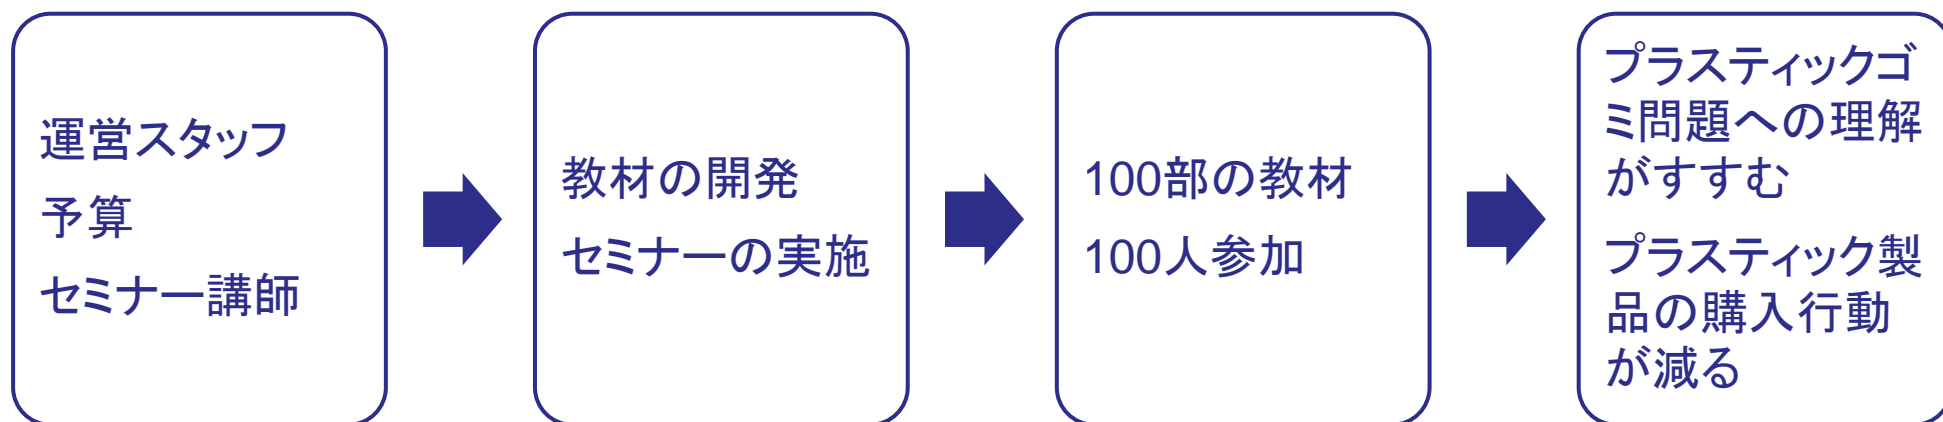 運営スタッフ
予算
セミナー講師
教材の開発
セミナーの実施
100部の教材
100人参加
プラスティックゴ
ミ問題への理解
がすすむ
プラスティック製
品の購入行動
が減る